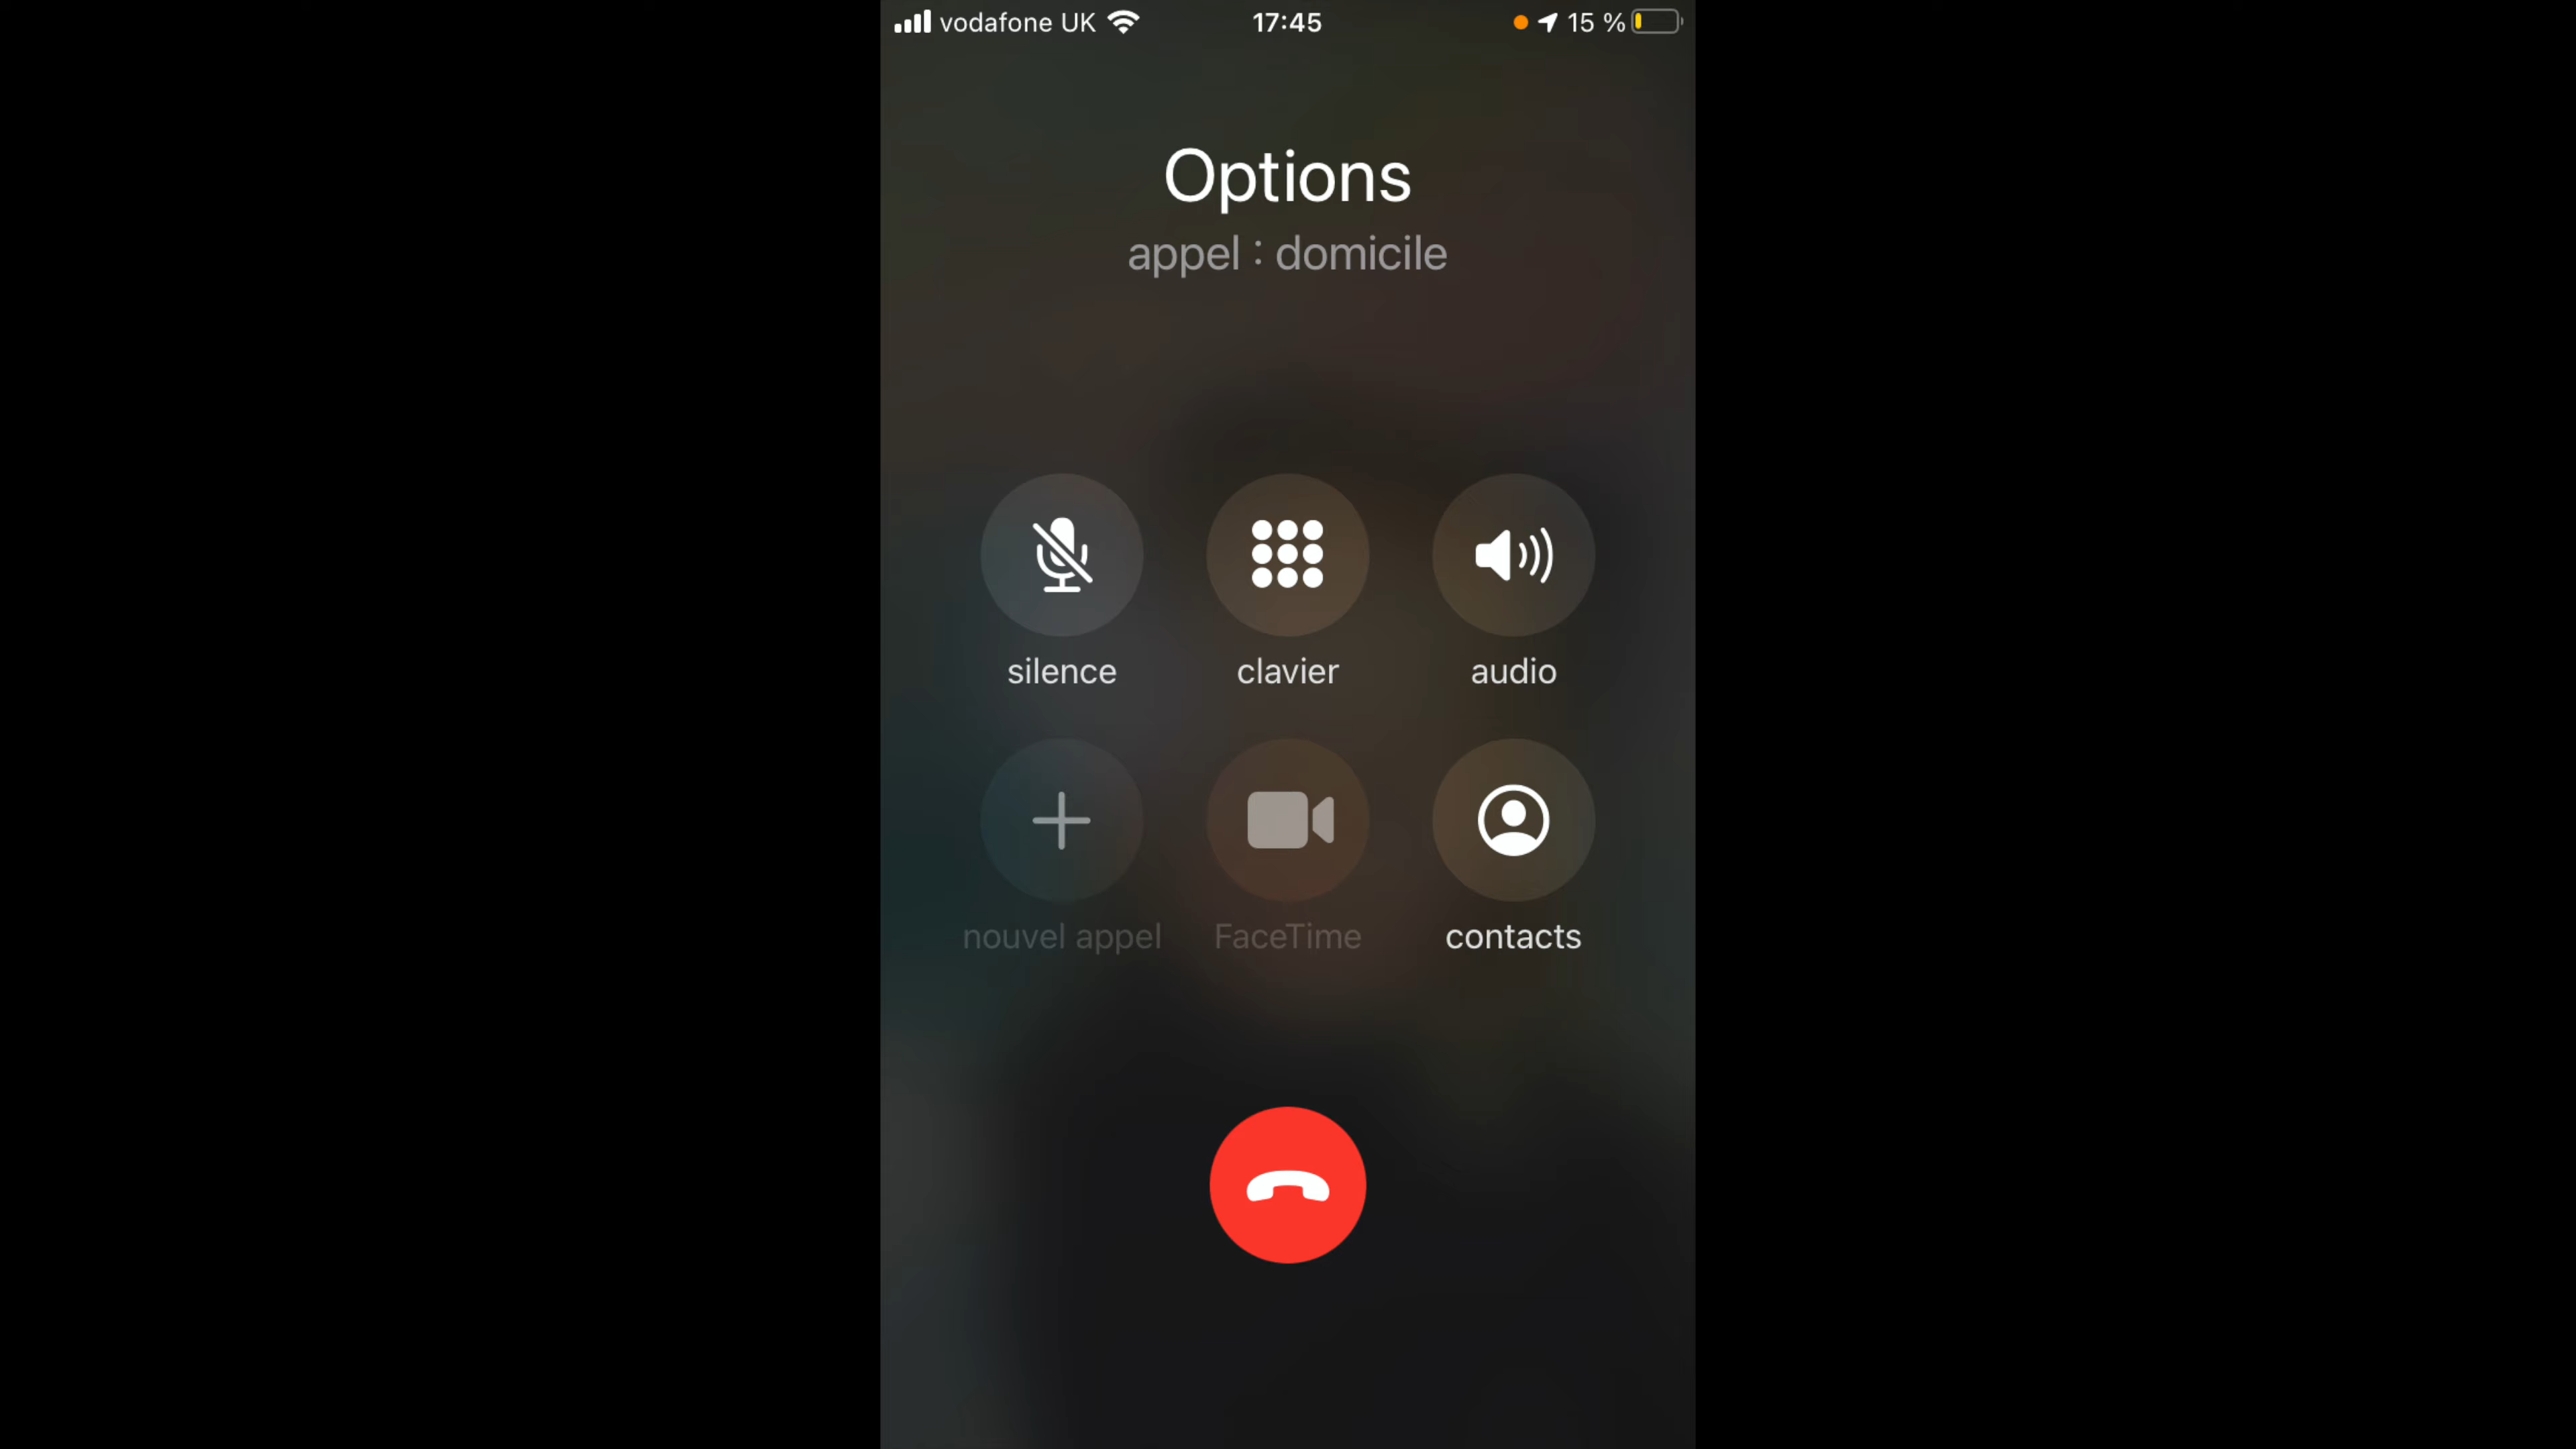 vodafone UK 17:45 15 %
Options
appel : domicile
silence clavier audio
nouvel appel FaceTime contacts